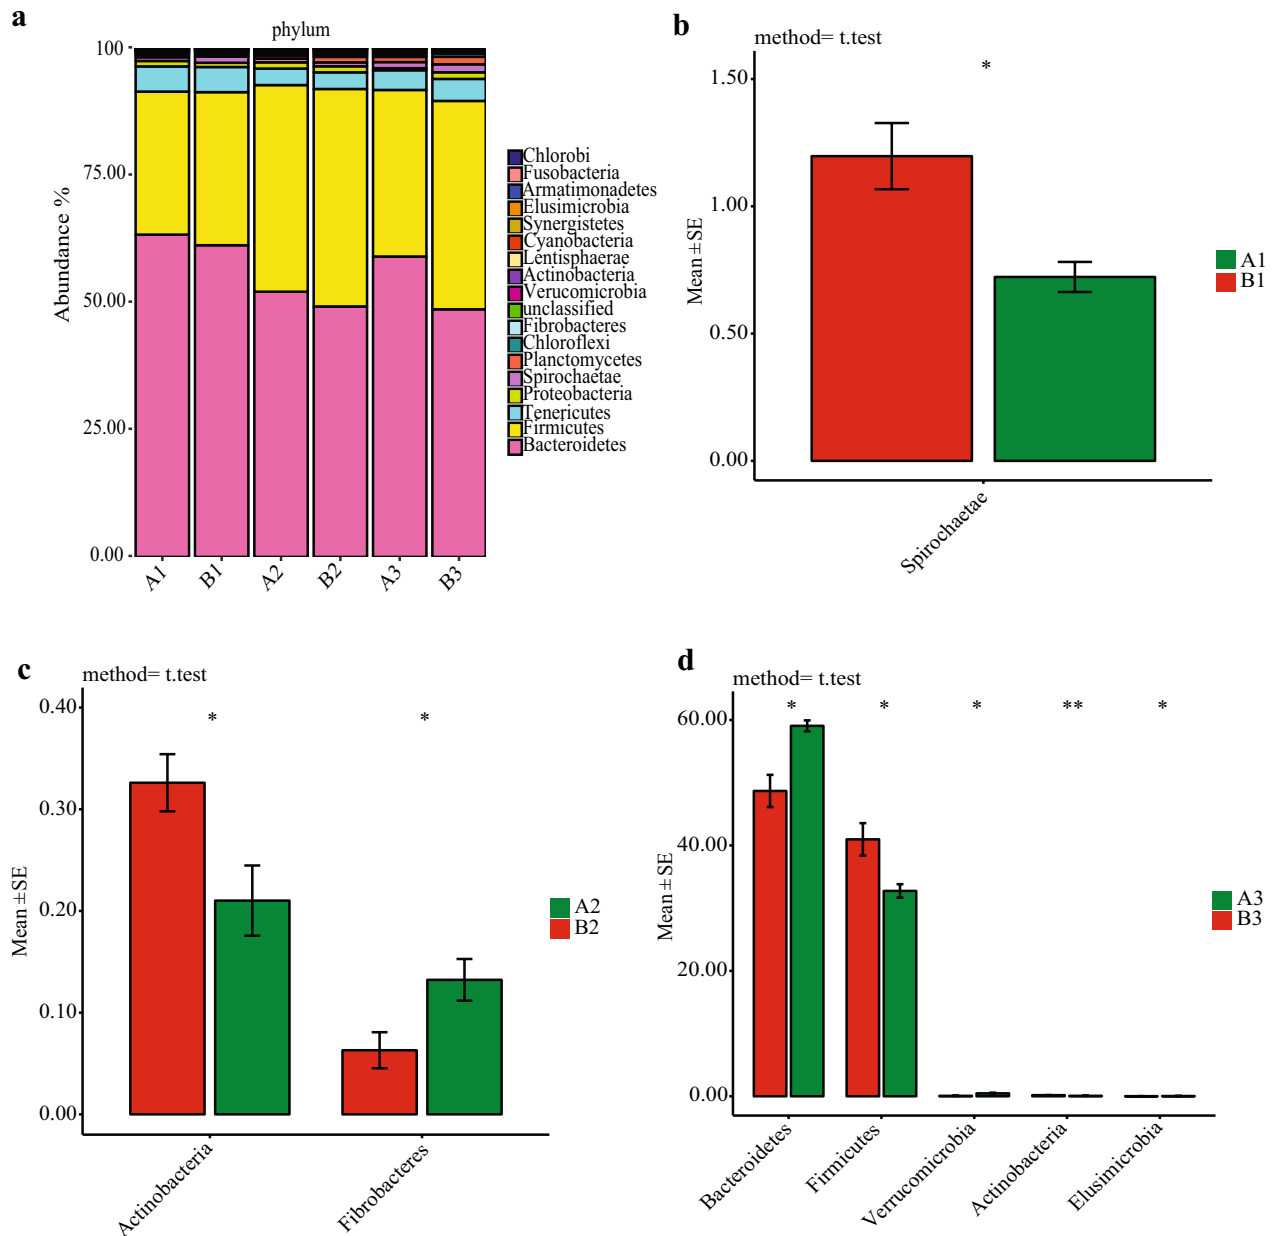 a
phylum
100
75.00
50.00
25.00
0.00
Abundance %
A1
B1
A2
B2
A3
B3
Chlorobi
Fusobacteria
Armatimonadetes
Elusimicrobia
Synergistetes
Cyanobacteria
Lentisphaerae
Actinobacteria
Verucomicrobia
unclassified
Fibrobacteres
Chloroflexi
Planctomycetes
Spirochaetae
Proteobacteria
Tenericutes
Firmicutes
Bacteroidetes
b
method= t.test
*
1.50
1.00
0.50
0.00
Mean ±SE
Spirochaetae
A1
B1
c
method= t.test
* *
0.40
0.30
0.20
0.10
0.00
Mean ±SE
Actinobacteria
Fibrobacteres
A2
B2
d
method= t.test
* * * ** *
60.00
40.00
20.00
0.00
Mean ±SE
Bacteroidetes
Firmicutes
Verrucomicrobia
Actinobacteria
Elusimicrobia
A3
B3